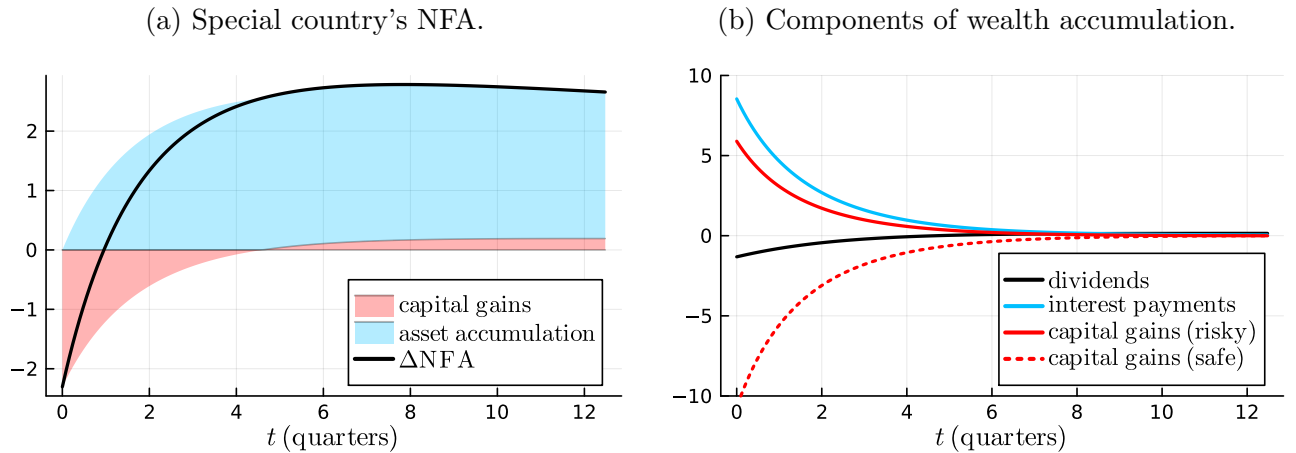 (a) Special country's NFA.
2
1
0
−1
−2
capital gains
asset accumulation
ΔNFA
0 2 4 6 8 10 12
t (quarters)
(b) Components of wealth accumulation.
10
5
0
−5
−10
dividends
interest payments
capital gains (risky)
capital gains (safe)
0 2 4 6 8 10 12
t (quarters)